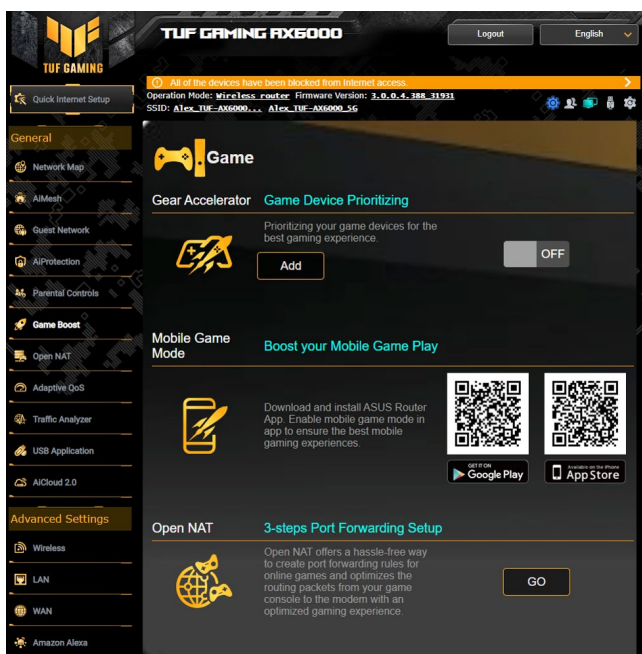 TUF GAMING
TUF GAMING AX6000
Logout
English
All of the devices have been blocked from Internet access.
Quick Internet Setup
Operation Mode: Wireless router Firmware Version: 3.0.0.4.388_31931
SSID: Alex_TUF-AX6000... Alex_TUF-AX6000_5G
General
Network Map
AiMesh
Guest Network
AiProtection
Parental Controls
Game Boost
Open NAT
Adaptive QoS
Traffic Analyzer
USB Application
AiCloud 2.0
Advanced Settings
Wireless
LAN
WAN
Amazon Alexa
Game
Gear Accelerator
Game Device Prioritizing
Prioritizing your game devices for the
best gaming experience.
Add
OFF
Mobile Game
Mode
Boost your Mobile Game Play
Download and install ASUS Router
App. Enable mobile game mode in
app to ensure the best mobile
gaming experiences.
GET IT ON
Google Play
Available on the iPhone
App Store
Open NAT
3-steps Port Forwarding Setup
Open NAT offers a hassle-free way
to create port forwarding rules for
online games and optimizes the
routing packets from your game
console to the modem with an
optimized gaming experience.
GO